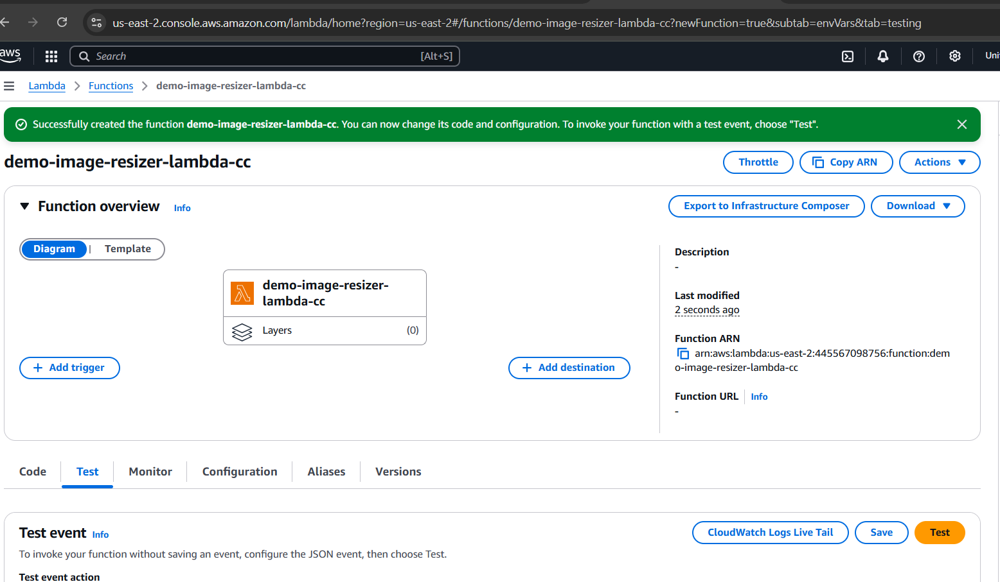 us-east-2.console.aws.amazon.com/lambda/home?region=us-east-2#/functions/demo-image-resizer-lambda-cc?newFunction=true&subtab=envVars&tab=testing
aws Search [Alt+S]
Lambda > Functions > demo-image-resizer-lambda-cc
Successfully created the function demo-image-resizer-lambda-cc. You can now change its code and configuration. To invoke your function with a test event, choose "Test".
demo-image-resizer-lambda-cc
Throttle Copy ARN Actions
Function overview Info
Export to Infrastructure Composer Download
Diagram | Template
demo-image-resizer-
lambda-cc
Layers (0)
+ Add trigger
+ Add destination
Description
-
Last modified
2 seconds ago
Function ARN
arn:aws:lambda:us-east-2:445567098756:function:dem
o-image-resizer-lambda-cc
Function URL Info
-
Code Test Monitor Configuration Aliases Versions
Test event Info
CloudWatch Logs Live Tail Save Test
To invoke your function without saving an event, configure the JSON event, then choose Test.
Test event action